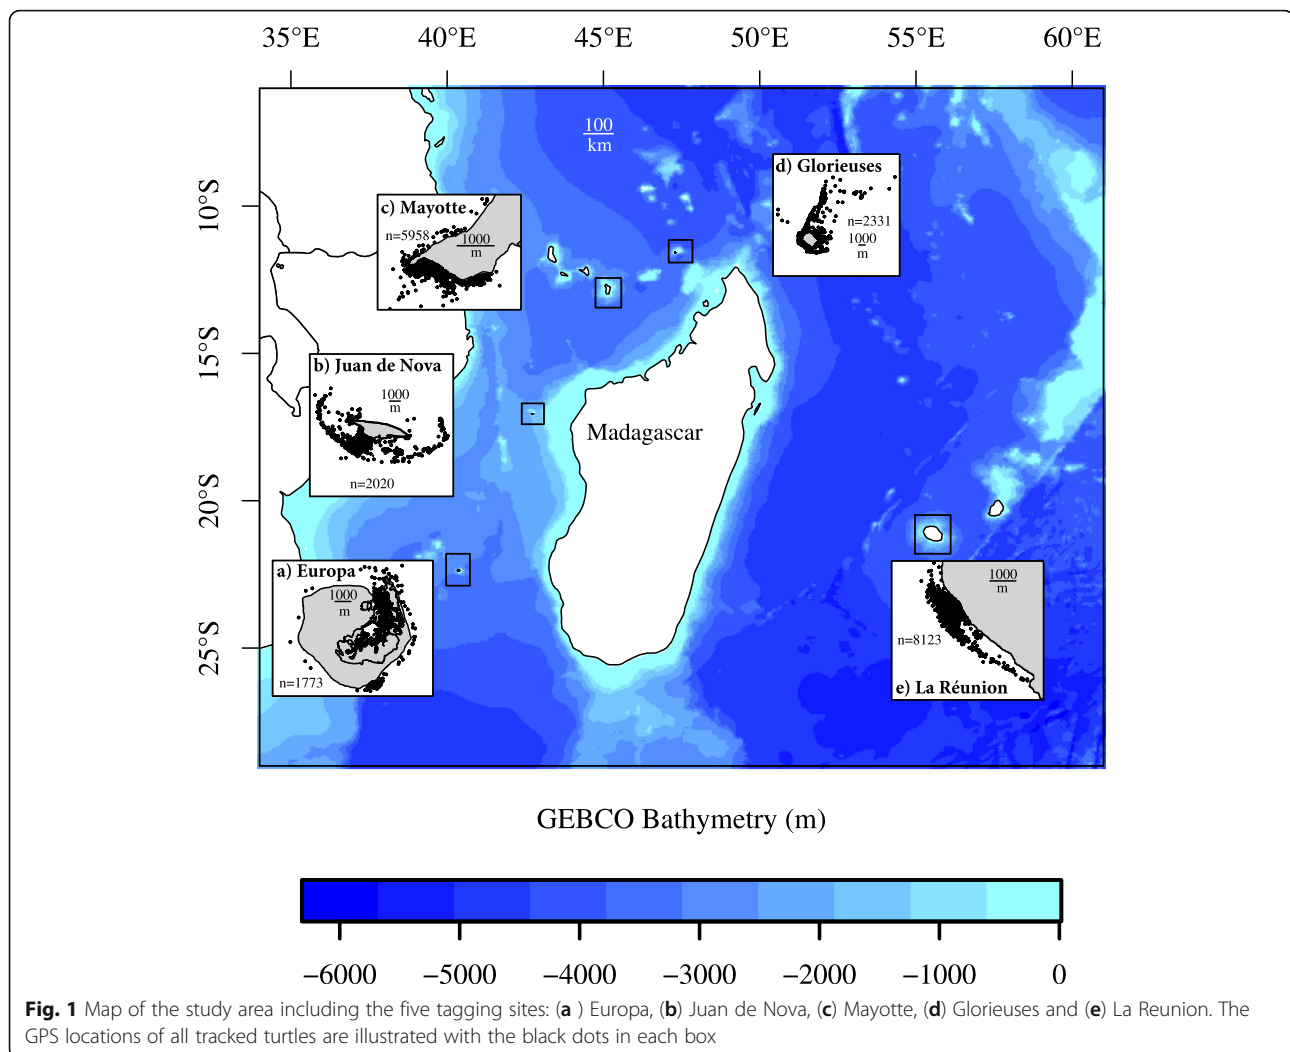 35°E 40°E 45°E 50°E 55°E 60°E
10°S
15°S
20°S
25°S
100
km
d) Glorieuses
n=2331
1000
m
c) Mayotte
n=5958
1000
m
b) Juan de Nova
1000
m
n=2020
Madagascar
a) Europa
1000
m
n=1773
1000
m
n=8123
e) La Réunion
GEBCO Bathymetry (m)
−6000 −5000 −4000 −3000 −2000 −1000 0
Fig. 1 Map of the study area including the five tagging sites: (a ) Europa, (b) Juan de Nova, (c) Mayotte, (d) Glorieuses and (e) La Reunion. The
GPS locations of all tracked turtles are illustrated with the black dots in each box